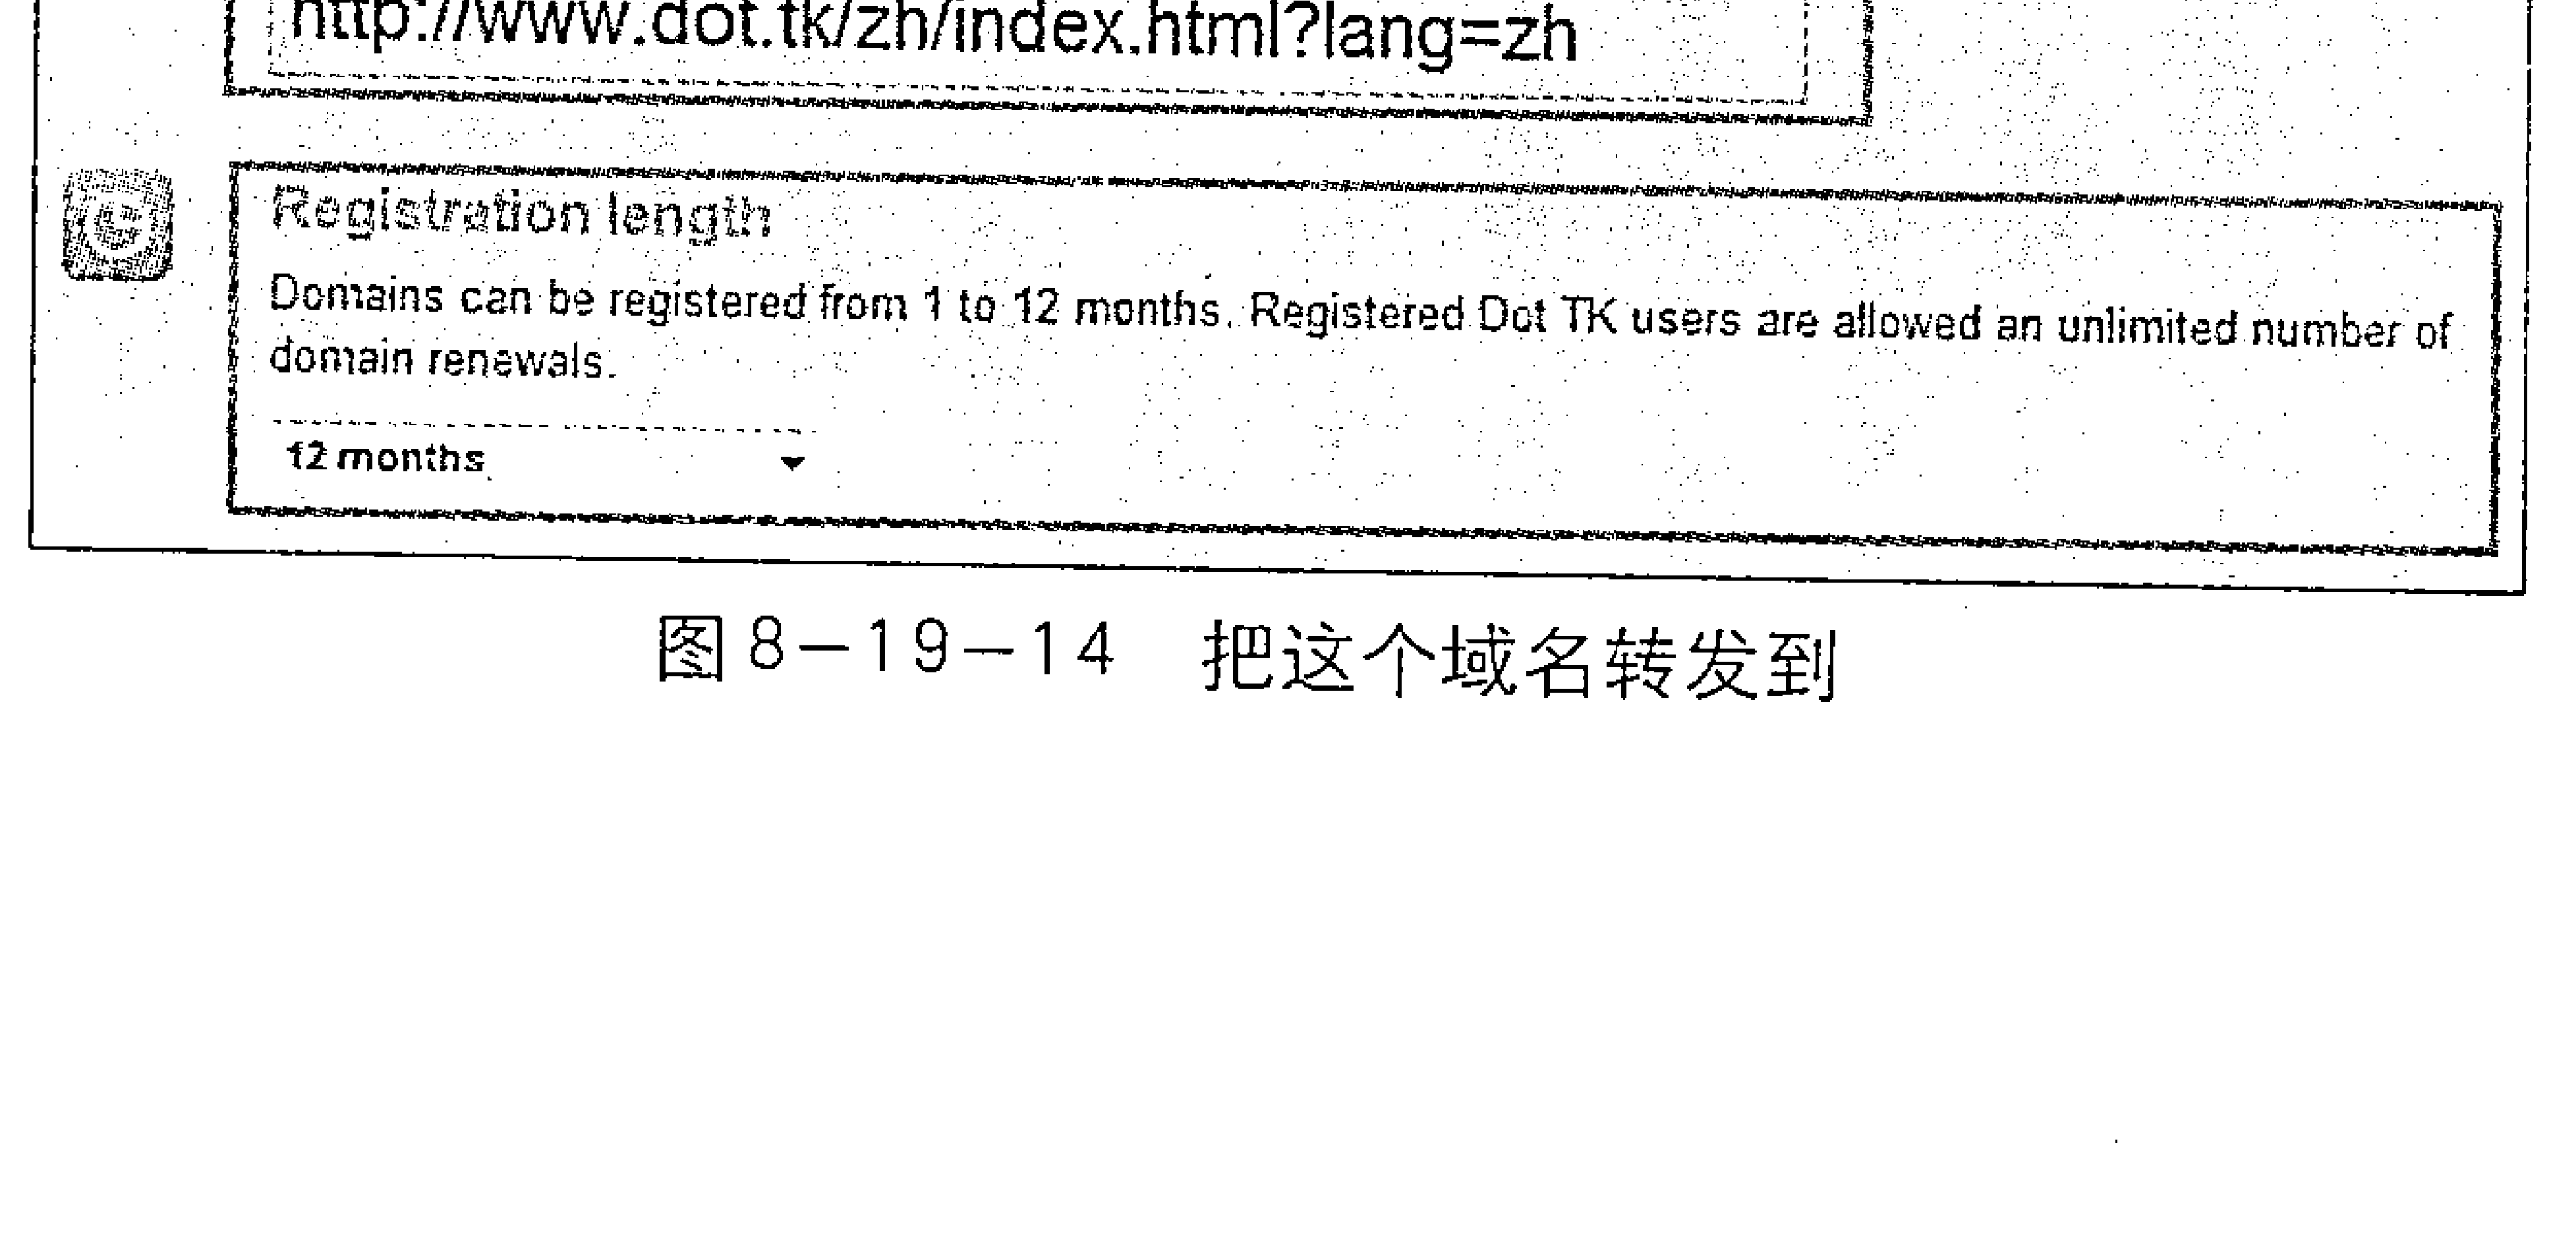 http://www.dot.tk/zh/index.html?lang=zh
Registration length
Domains can be registered from 1 to 12 months. Registered Dot TK users are allowed an unlimited number of
domain renewals.
12 months
图8-19-14 把这个域名转发到